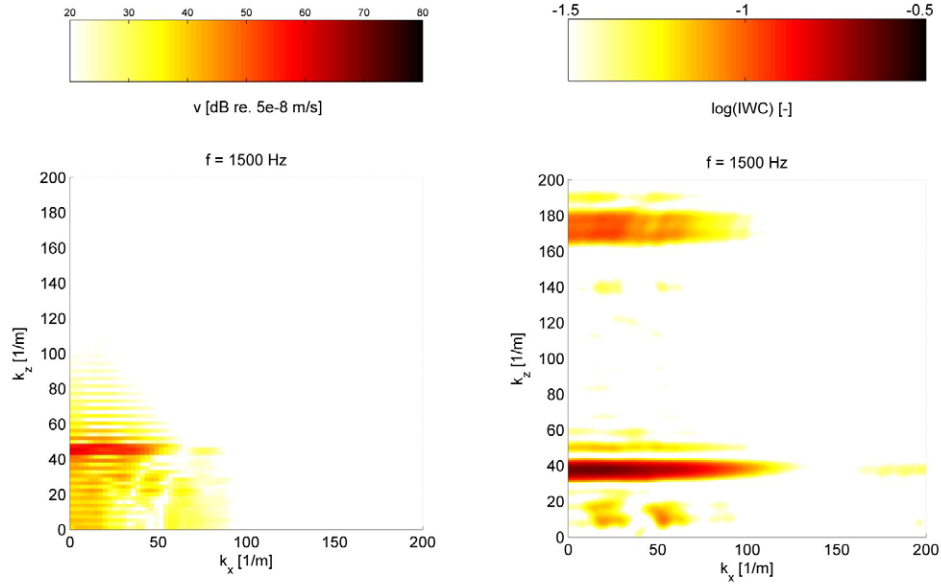 20 30 40 50 60 70 80
v [dB re. 5e-8 m/s]
f = 1500 Hz
200
180
160
140
120
100
80
60
40
20
0
k_z [1/m]
0 50 100 150 200
k_x [1/m]
-1.5 -1 -0.5
log(IWC) [-]
f = 1500 Hz
200
180
160
140
120
100
80
60
40
20
0
k_z [1/m]
0 50 100 150 200
k_x [1/m]